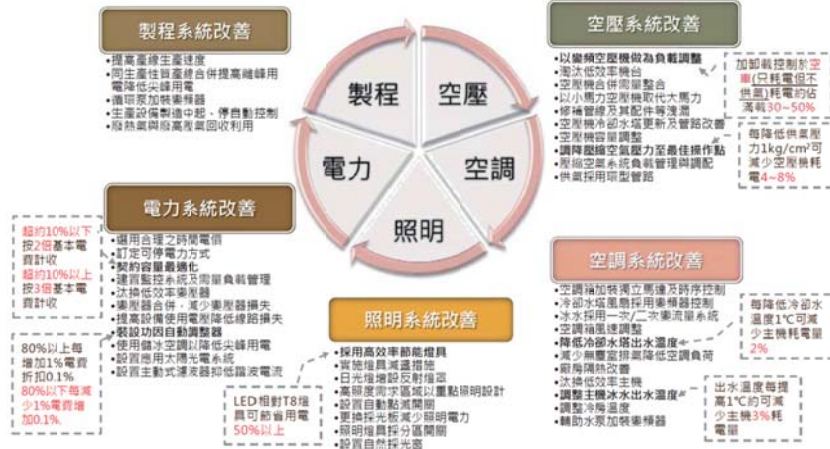 製程系統改善
•提高產線生產速度
•同生產性質產線合併提高離峰用
電降低尖峰用電
•循環泵加裝變頻器
•生產設備製造中起、停自動控制
•廢熱氣與廢高壓氣回收利用
製程
空壓
空調
照明
電力
空壓系統改善
•以變頻空壓機做為負載調整
•淘汰低效率機台
•空壓機合併需量整合
•以小馬力空壓機取代大馬力
•修補管線及其配件等洩漏
•空壓機冷卻水塔更新及管路改善
•空壓機容量調整
•調降壓縮空氣壓力至最佳操作點
•壓縮空氣系統負載管理與調配
•供氣採用環型管路
加卸載控制於空
車(只耗電但不
供氣)耗電約佔
滿載30~50%
每降低供氣壓
力1kg/cm²可
減少空壓機耗
電4~8%
電力系統改善
•選用合理之時間電價
•訂定可停電力方式
•契約容量最適化
•建置監控系統及需量負載管理
•汰換低效率變壓器
•變壓器合併，減少變壓器損失
•提高設備使用電壓降低線路損失
•裝設功因自動調整器
•使用儲冰空調以降低尖峰用電
•設置應用太陽光電系統
•設置主動式濾波器抑低諧波電流
超約10%以下
按2倍基本電
費計收
超約10%以上
按3倍基本電
費計收
80%以上每
增加1%電費
折扣0.1%
80%以下每減
少1%電費增
加0.1%.
照明系統改善
•採用高效率節能燈具
•實施燈具減盞措施
•日光燈增設反射燈罩
•高照度需求區域以重點照明設計
•設置自動點滅開關
•更換採光板減少照明電力
•照明燈具採分區開關
•設置自然採光窗
LED相對T8燈
具可節省用電
50%以上
空調系統改善
•空調箱加裝獨立馬達及時序控制
•冷卻水塔風扇採用變頻器控制
•冰水採用一次/二次變流量系統
•空調箱風速調整
•降低冷卻水塔出水溫度
•減少無塵室排氣降低空調負荷
•廠房隔熱改善
•汰換低效率主機
•調整主機冰水出水溫度
•調整冷房溫度
•輔助水泵加裝變頻器
每降低冷卻水
溫度1℃可減
少主機耗電量
2%
出水溫度每提
高1℃約可減
少主機3%耗
電量